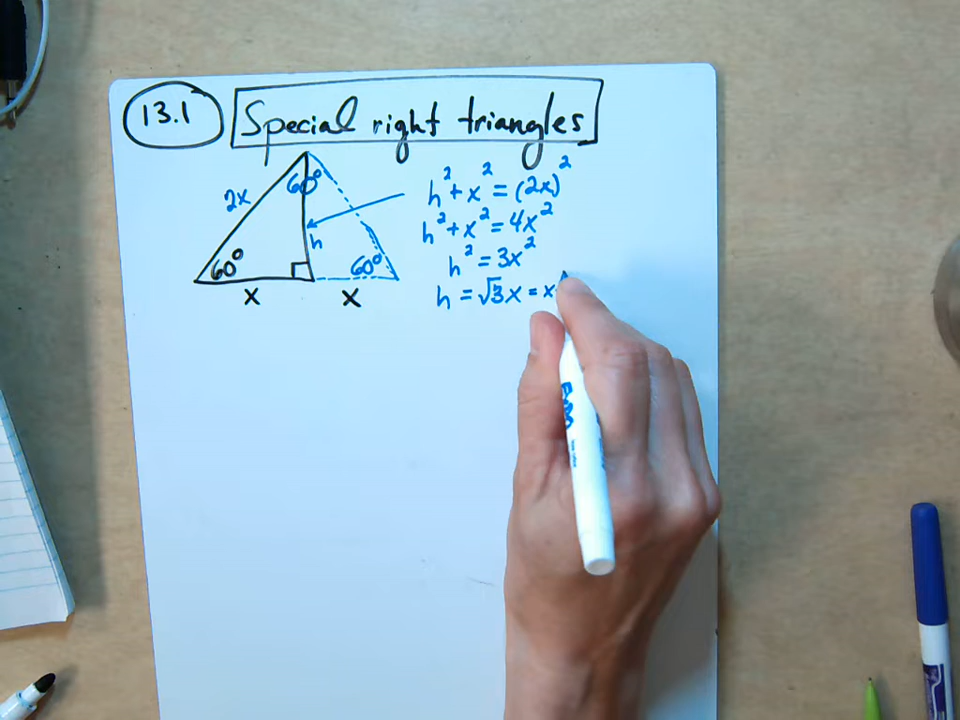 13.1 Special right triangles
60°
2x
h
60° 60°
x x
h² + x² = (2x)²
h² + x² = 4x²
h² = 3x²
h = √3x = x
EXPO